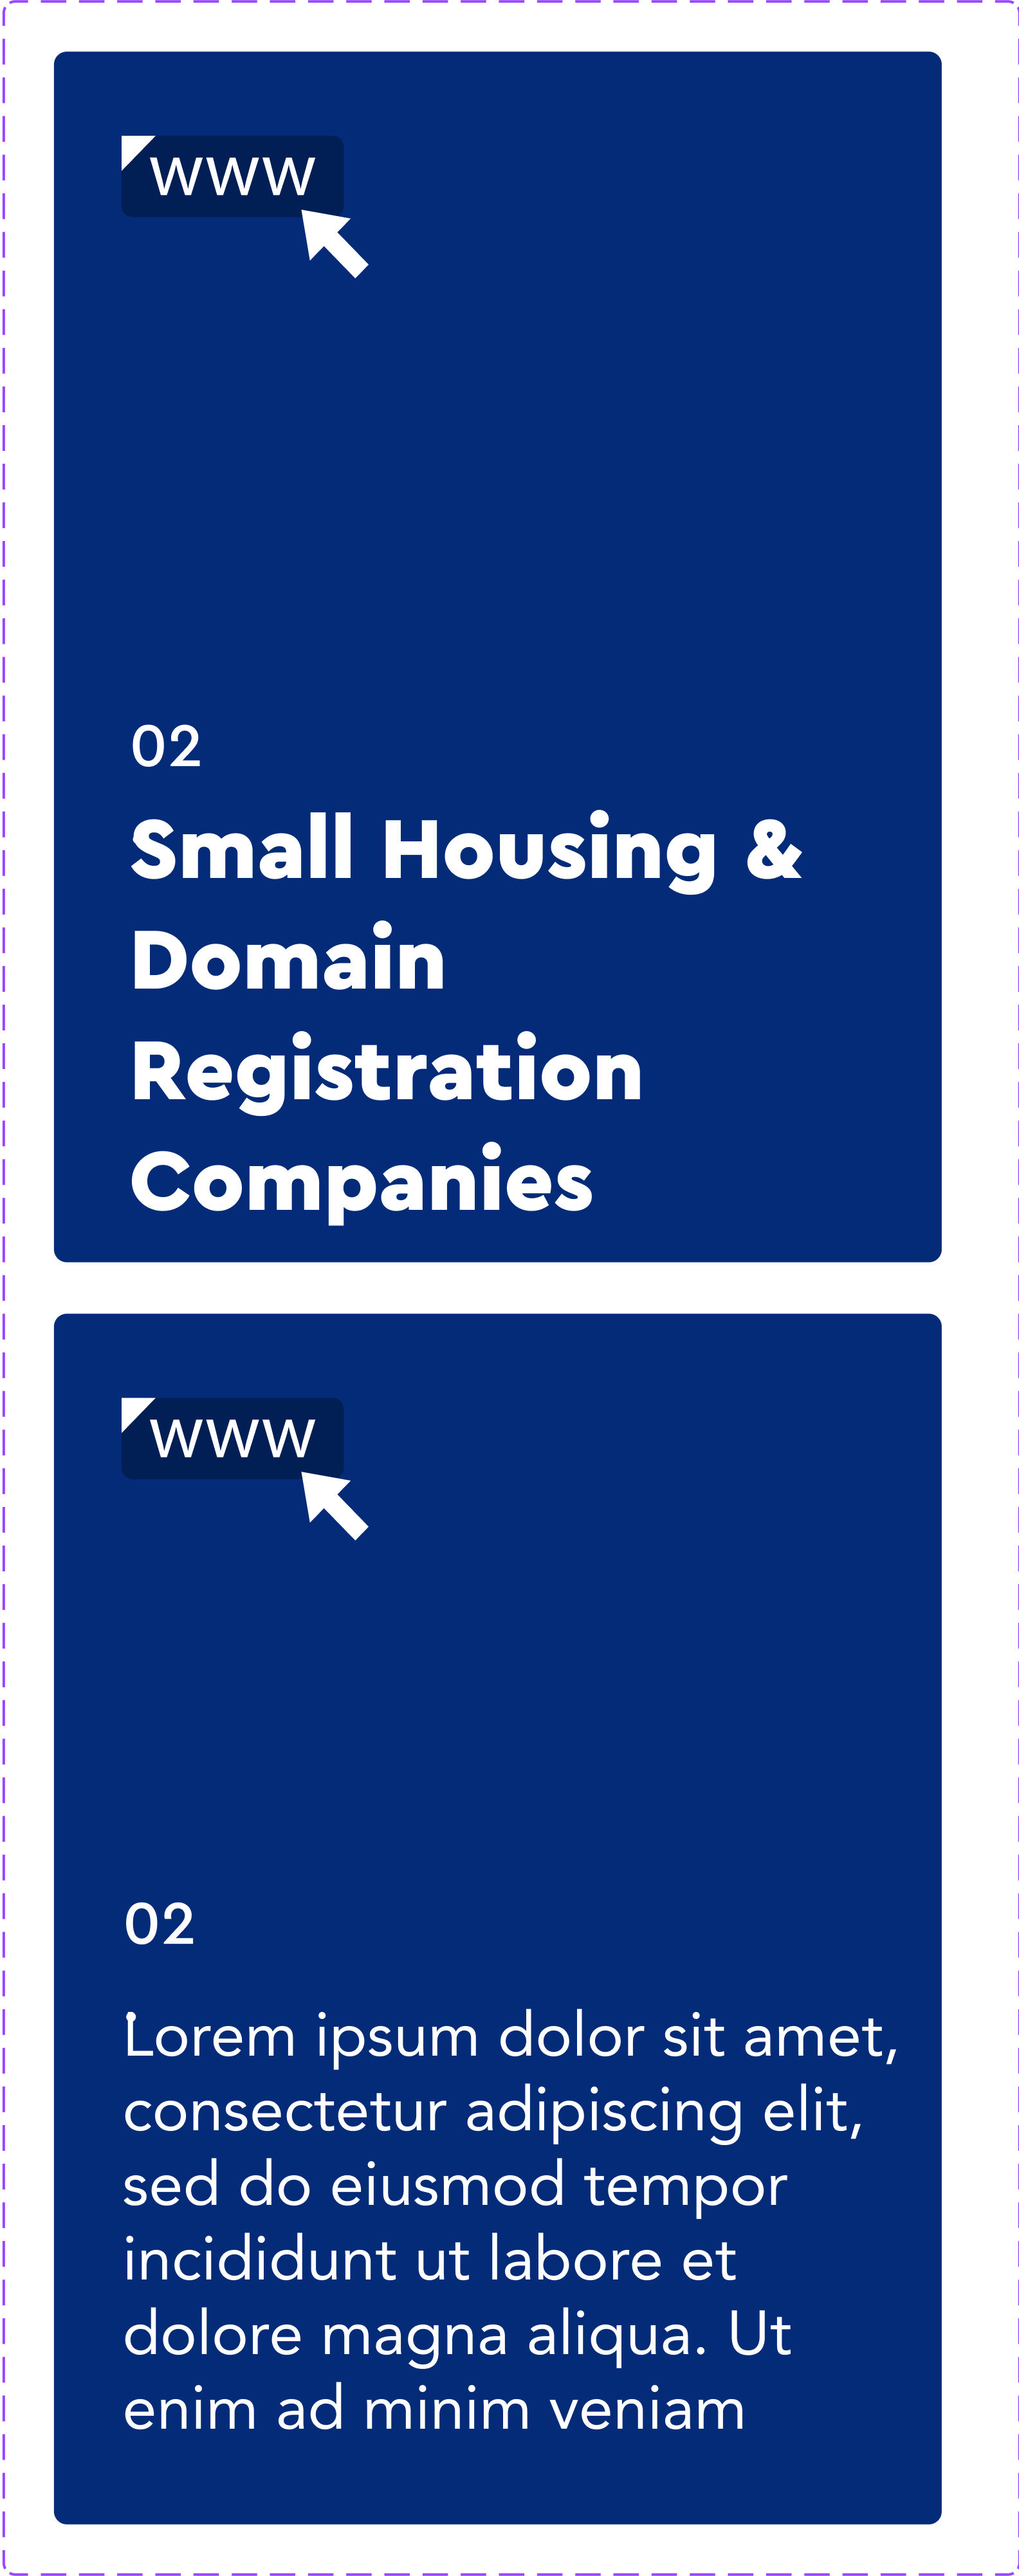 WWW
02
Small Housing &
Domain
Registration
Companies
WWW
02
Lorem ipsum dolor sit amet,
consectetur adipiscing elit,
sed do eiusmod tempor
incididunt ut labore et
dolore magna aliqua. Ut
enim ad minim veniam